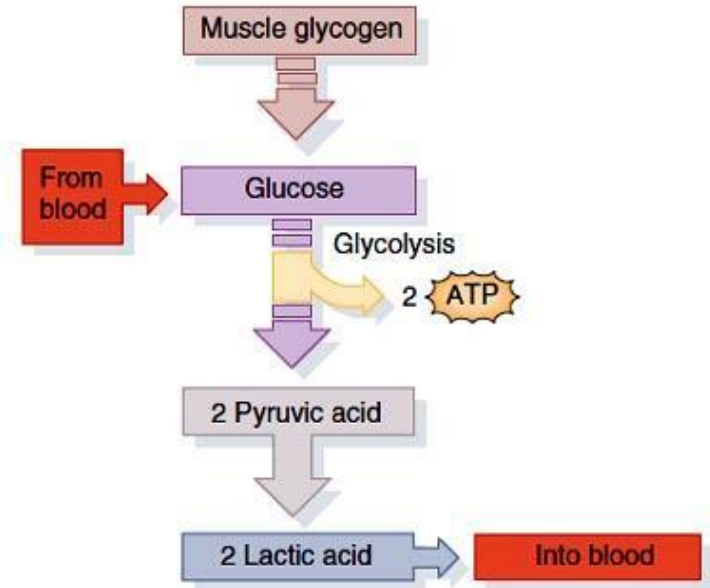 Muscle glycogen
From
blood
Glucose
Glycolysis
2 ATP
2 Pyruvic acid
2 Lactic acid
Into blood